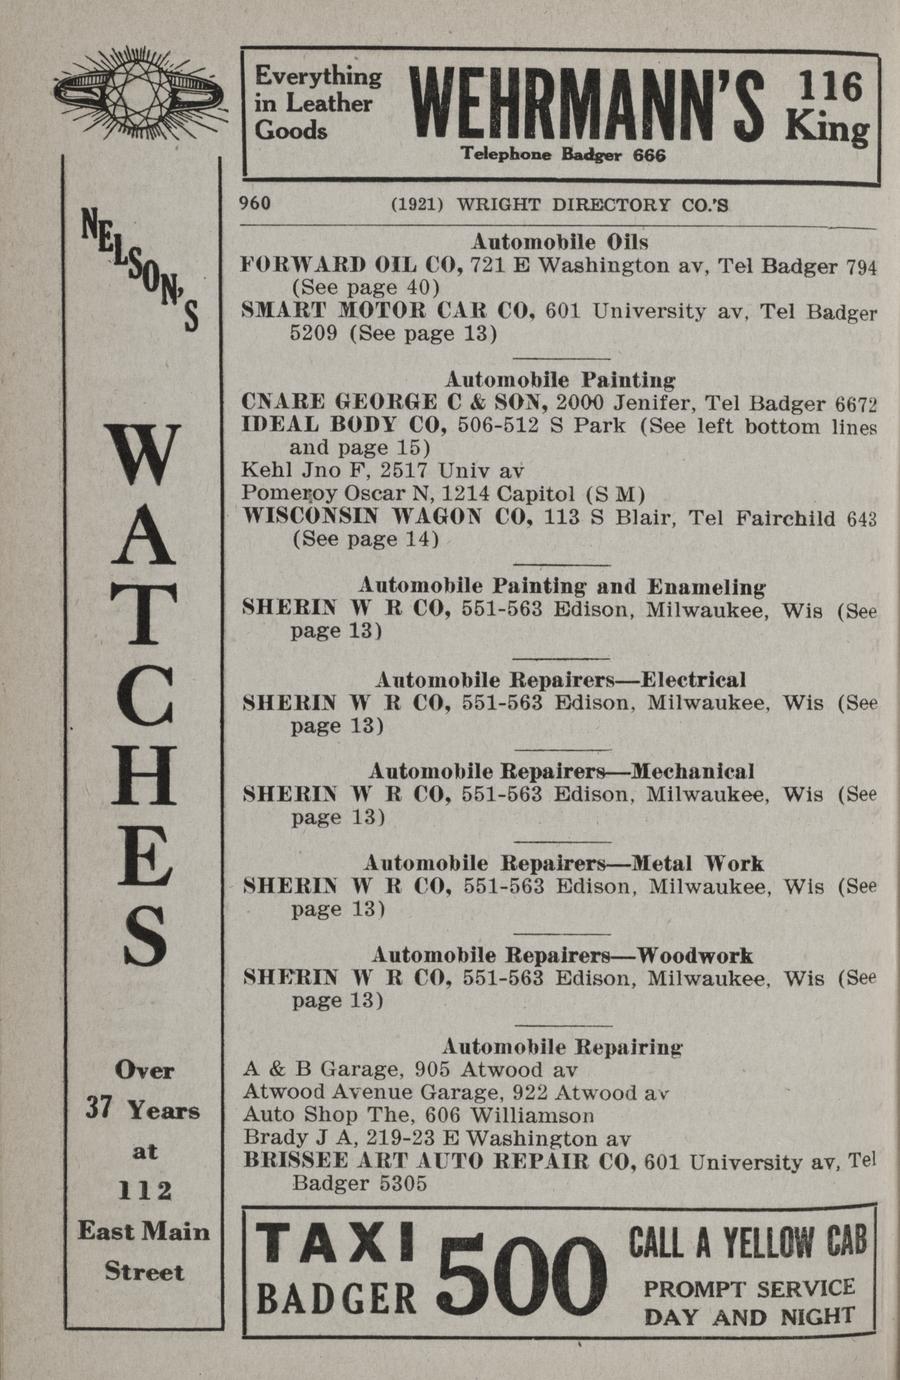 Everything
in Leather
Goods
WEHRMANN'S
116
King
Telephone Badger 666
960 (1921) WRIGHT DIRECTORY CO.'S
NELSON'S
WATCHES
Over
37 Years
at
112
East Main
Street
Automobile Oils
FORWARD OIL CO, 721 E Washington av, Tel Badger 794
(See page 40)
SMART MOTOR CAR CO, 601 University av, Tel Badger
5209 (See page 13)
Automobile Painting
CNARE GEORGE C & SON, 2000 Jenifer, Tel Badger 6672
IDEAL BODY CO, 506-512 S Park (See left bottom lines
and page 15)
Kehl Jno F, 2517 Univ av
Pomeroy Oscar N, 1214 Capitol (S M)
WISCONSIN WAGON CO, 113 S Blair, Tel Fairchild 643
(See page 14)
Automobile Painting and Enameling
SHERIN W R CO, 551-563 Edison, Milwaukee, Wis (See
page 13)
Automobile Repairers—Electrical
SHERIN W R CO, 551-563 Edison, Milwaukee, Wis (See
page 13)
Automobile Repairers—Mechanical
SHERIN W R CO, 551-563 Edison, Milwaukee, Wis (See
page 13)
Automobile Repairers—Metal Work
SHERIN W R CO, 551-563 Edison, Milwaukee, Wis (See
page 13)
Automobile Repairers—Woodwork
SHERIN W R CO, 551-563 Edison, Milwaukee, Wis (See
page 13)
Automobile Repairing
A & B Garage, 905 Atwood av
Atwood Avenue Garage, 922 Atwood av
Auto Shop The, 606 Williamson
Brady J A, 219-23 E Washington av
BRISSEE ART AUTO REPAIR CO, 601 University av, Tel
Badger 5305
TAXI
BADGER
500
CALL A YELLOW CAB
PROMPT SERVICE
DAY AND NIGHT